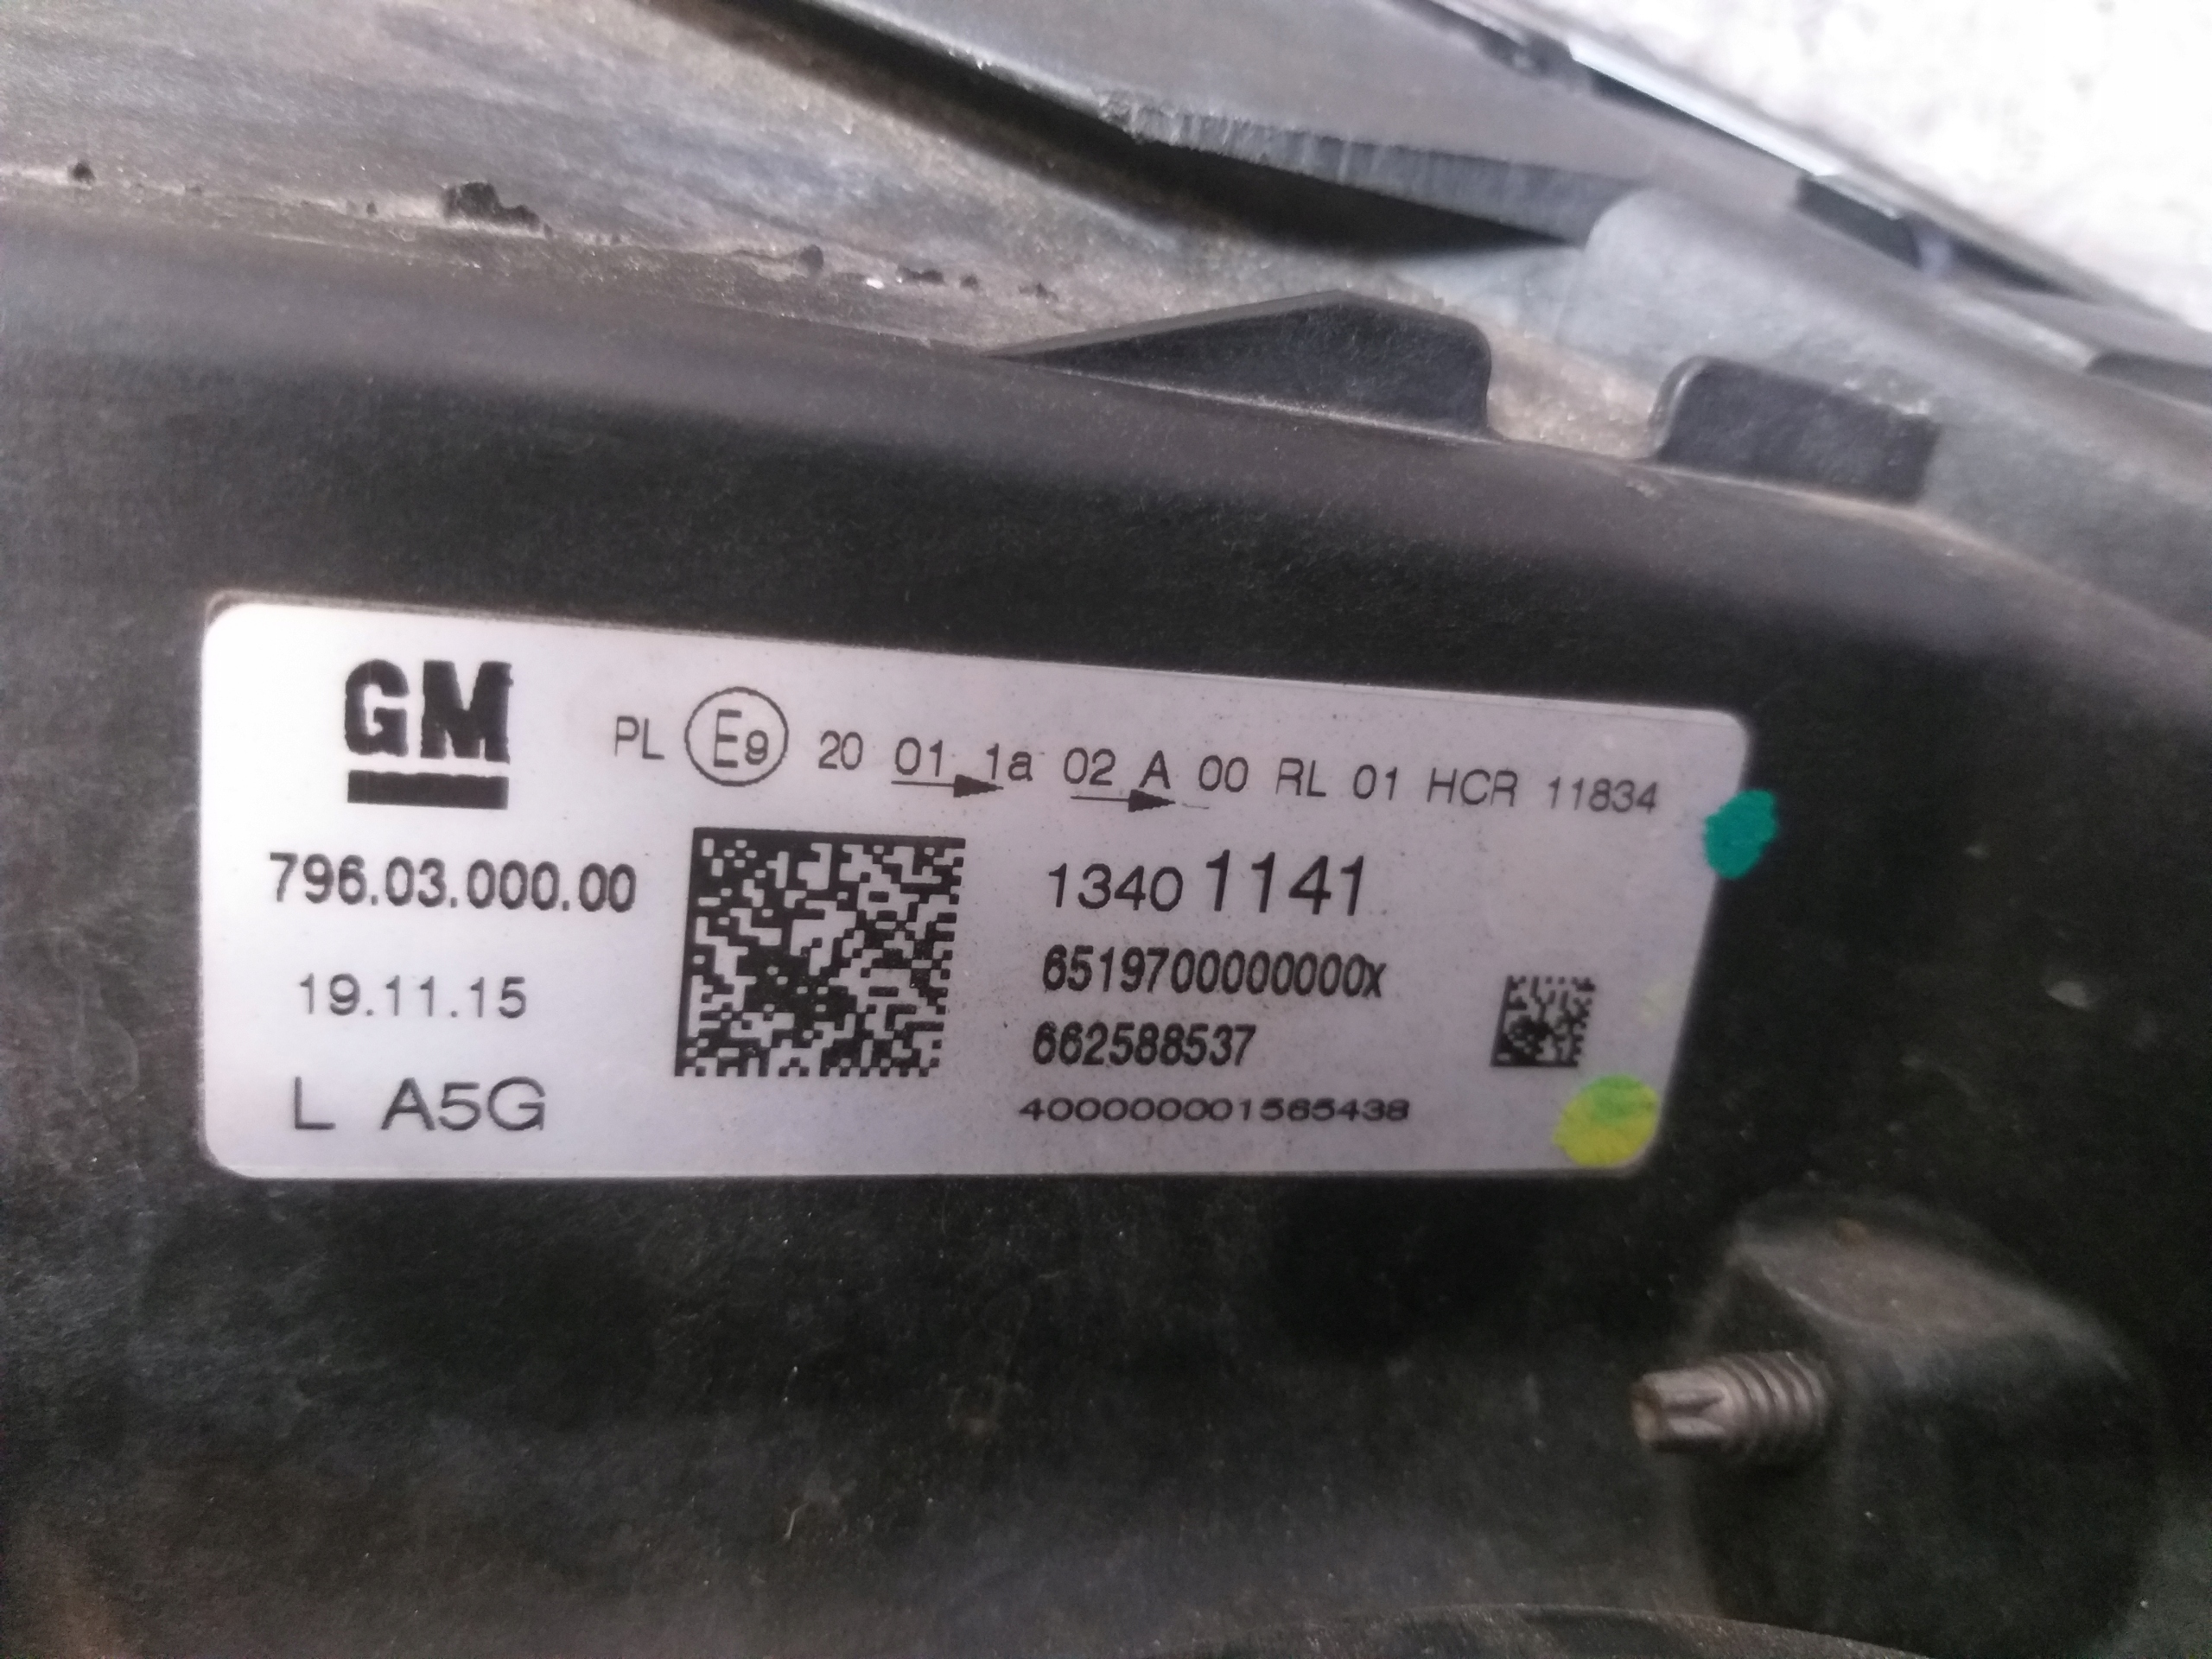 GM
PL E9 20 01 1a 02 A 00 RL 01 HCR 11834
796.03.000.00
13401141
6519700000000x
19.11.15
662588537
L A5G
400000001565438